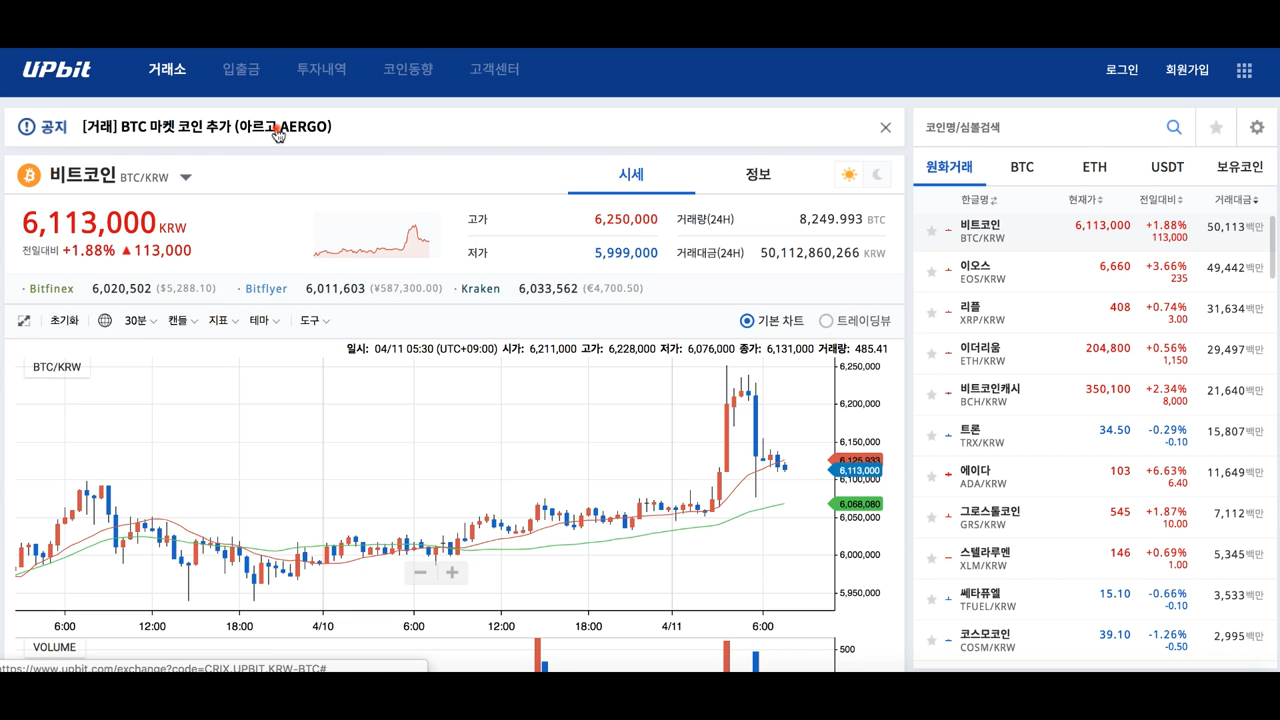 UPbit 거래소 입출금 투자내역 코인동향 고객센터 로그인 회원가입
공지 [거래] BTC 마켓 코인 추가 (아르고 AERGO)
비트코인 BTC/KRW 시세 정보
6,113,000 KRW
전일대비 +1.88% ▲113,000
고가 6,250,000 거래량(24H) 8,249.993 BTC
저가 5,999,000 거래대금(24H) 50,112,860,266 KRW
· Bitfinex 6,020,502 ($5,288.10) · Bitflyer 6,011,603 (¥587,300.00) · Kraken 6,033,562 (€4,700.50)
초기화 30분 캔들 지표 테마 도구 기본 차트 트레이딩뷰
일시: 04/11 05:30 (UTC+09:00) 시가: 6,211,000 고가: 6,228,000 저가: 6,076,000 종가: 6,131,000 거래량: 485.41
BTC/KRW
6,250,000
6,200,000
6,150,000
6,125,933
6,113,000
6,100,000
6,068,080
6,050,000
6,000,000
5,950,000
6:00 12:00 18:00 4/10 6:00 12:00 18:00 4/11 6:00
VOLUME
500
https://www.upbit.com/exchange?code=CRIX.UPBIT.KRW-BTC#
코인명/심볼검색
원화거래 BTC ETH USDT 보유코인
한글명 현재가 전일대비 거래대금
비트코인 6,113,000 +1.88% 50,113백만
BTC/KRW 113,000
이오스 6,660 +3.66% 49,442백만
EOS/KRW 235
리플 408 +0.74% 31,634백만
XRP/KRW 3.00
이더리움 204,800 +0.56% 29,497백만
ETH/KRW 1,150
비트코인캐시 350,100 +2.34% 21,640백만
BCH/KRW 8,000
트론 34.50 -0.29% 15,807백만
TRX/KRW -0.10
에이다 103 +6.63% 11,649백만
ADA/KRW 6.40
그로스톨코인 545 +1.87% 7,112백만
GRS/KRW 10.00
스텔라루멘 146 +0.69% 5,345백만
XLM/KRW 1.00
쎄타퓨엘 15.10 -0.66% 3,533백만
TFUEL/KRW -0.10
코스모코인 39.10 -1.26% 2,995백만
COSM/KRW -0.50